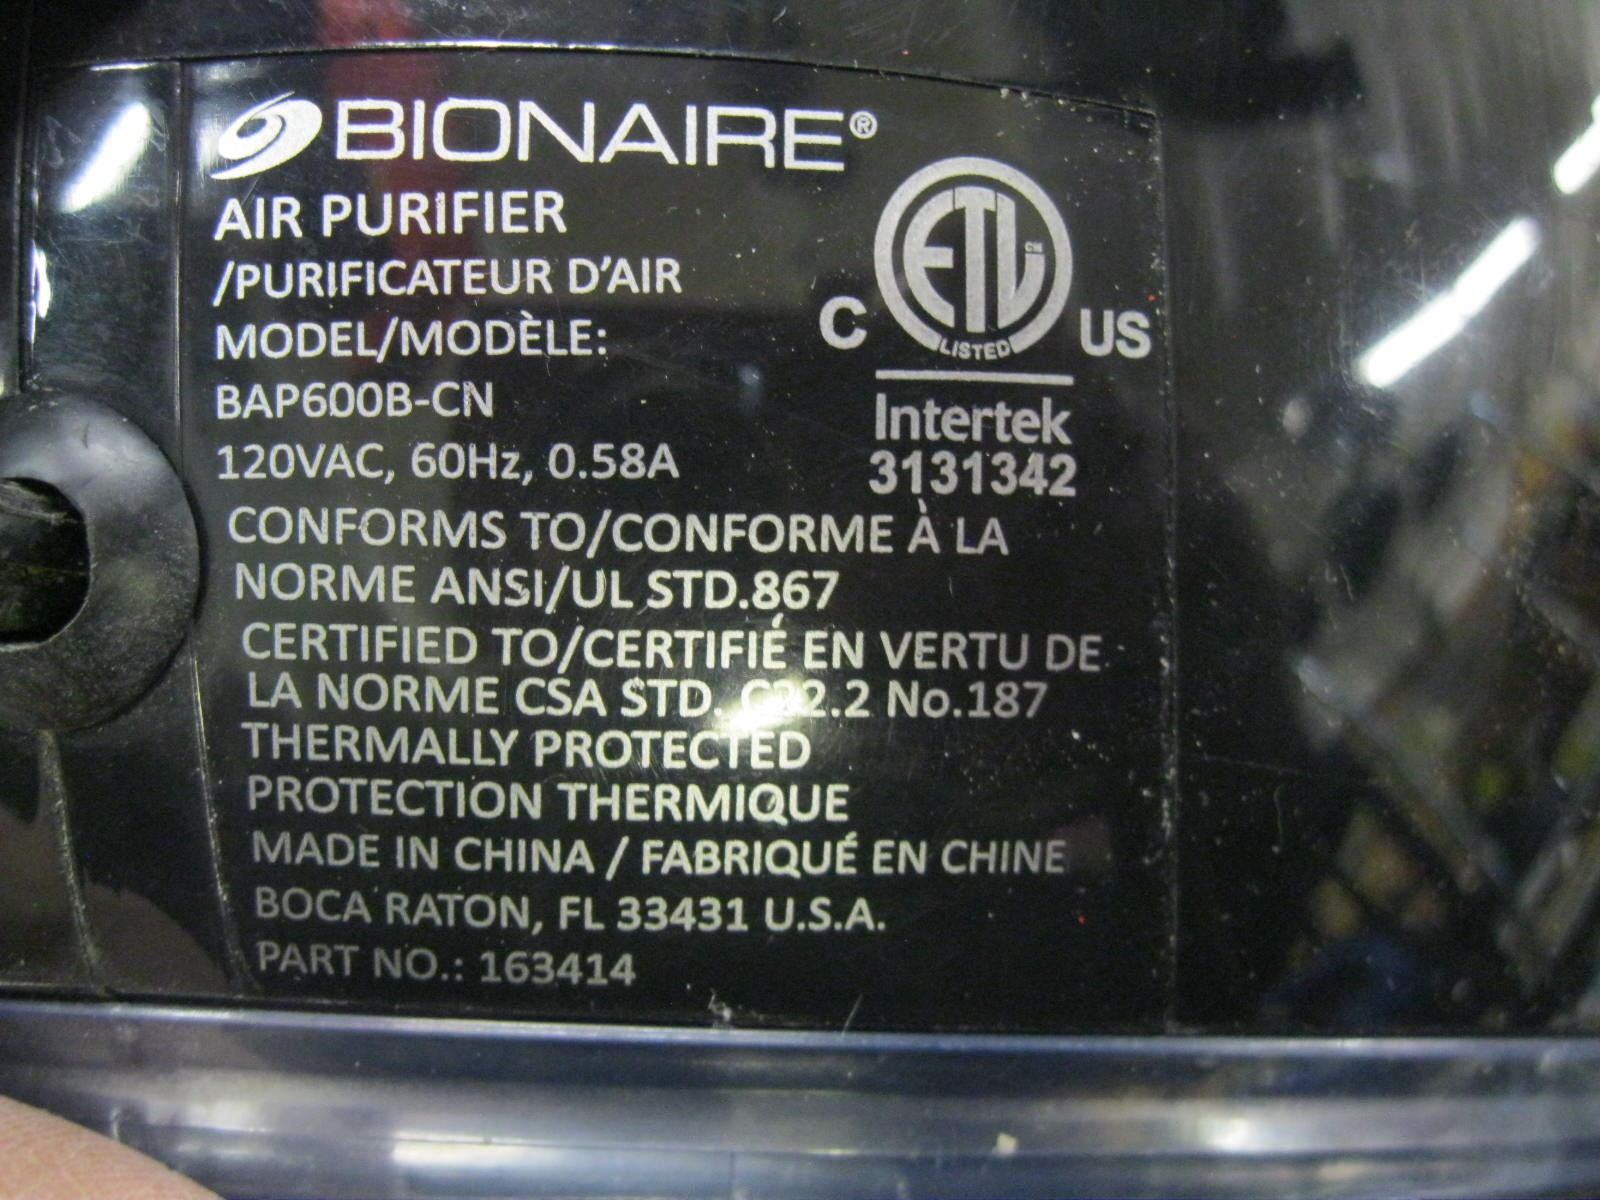 BIONAIRE®
AIR PURIFIER
/PURIFICATEUR D'AIR
MODEL/MODÈLE:
BAP600B-CN
120VAC, 60Hz, 0.58A
ETL CM
LISTED
C US
Intertek
3131342
CONFORMS TO/CONFORME À LA
NORME ANSI/UL STD.867
CERTIFIED TO/CERTIFIÉ EN VERTU DE
LA NORME CSA STD. C22.2 No.187
THERMALLY PROTECTED
PROTECTION THERMIQUE
MADE IN CHINA / FABRIQUÉ EN CHINE
BOCA RATON, FL 33431 U.S.A.
PART NO.: 163414